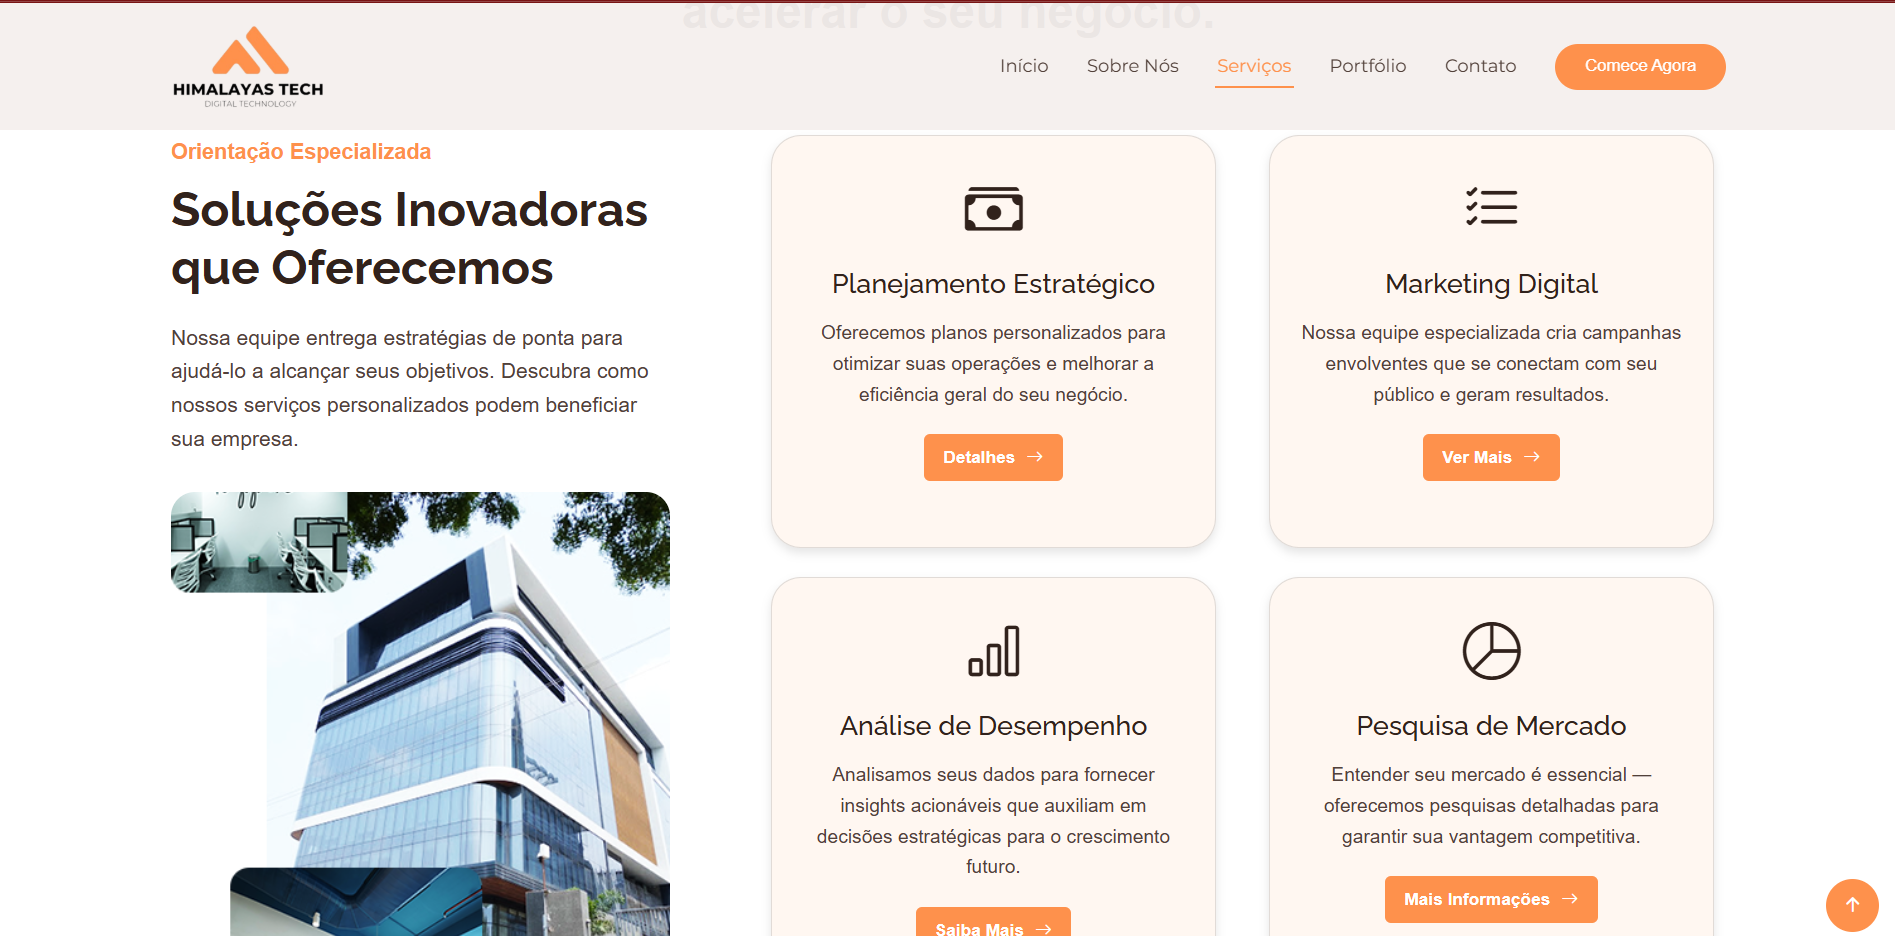 acelerar o seu negócio.
HIMALAYAS TECH
DIGITAL TECHNOLOGY
Início
Sobre Nós
Serviços
Portfólio
Contato
Comece Agora
Orientação Especializada
Soluções Inovadoras
que Oferecemos
Nossa equipe entrega estratégias de ponta para
ajudá-lo a alcançar seus objetivos. Descubra como
nossos serviços personalizados podem beneficiar
sua empresa.
Planejamento Estratégico
Oferecemos planos personalizados para
otimizar suas operações e melhorar a
eficiência geral do seu negócio.
Detalhes
Marketing Digital
Nossa equipe especializada cria campanhas
envolventes que se conectam com seu
público e geram resultados.
Ver Mais
Análise de Desempenho
Analisamos seus dados para fornecer
insights acionáveis que auxiliam em
decisões estratégicas para o crescimento
futuro.
Saiba Mais
Pesquisa de Mercado
Entender seu mercado é essencial —
oferecemos pesquisas detalhadas para
garantir sua vantagem competitiva.
Mais Informações